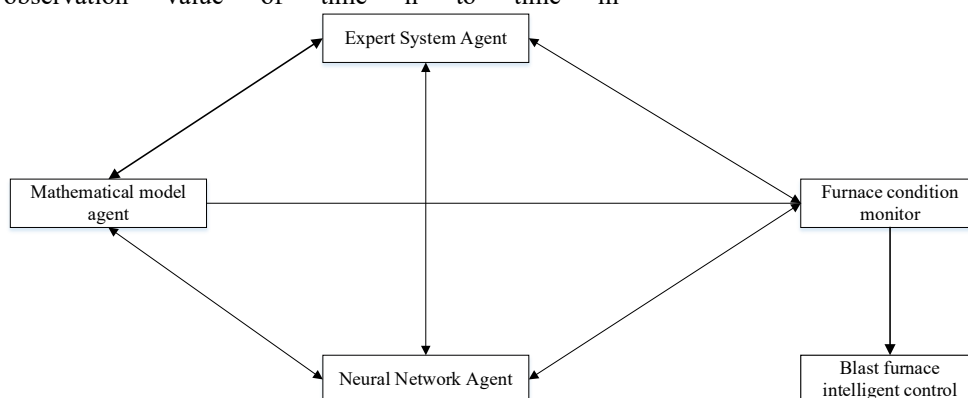 observation value of time n to time m
Expert System Agent
Mathematical model
agent
Furnace condition
monitor
Neural Network Agent
Blast furnace
intelligent control